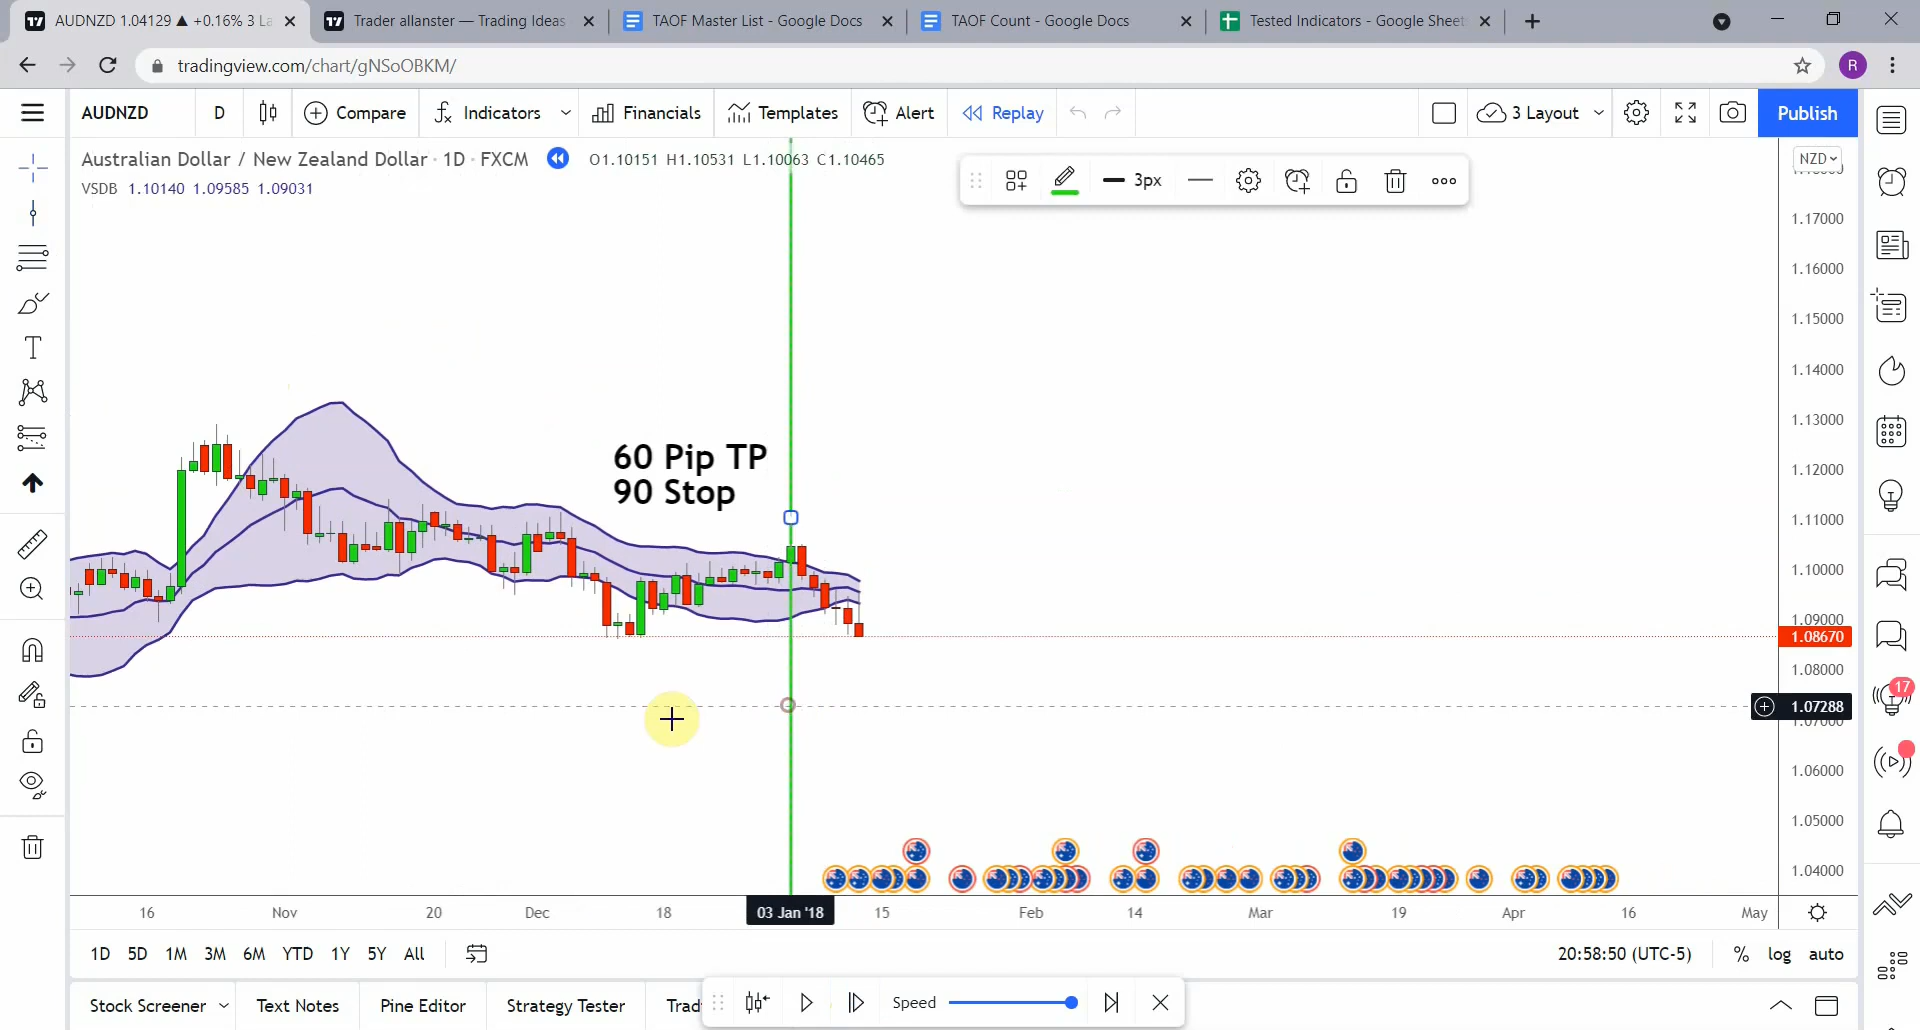 AUDNZD 1.04129 ▲ +0.16% 3 La
Trader allanster — Trading Ideas
TAOF Master List - Google Docs
TAOF Count - Google Docs
Tested Indicators - Google Sheet
tradingview.com/chart/gNSoOBKM/
R
AUDNZD
D
Compare
Indicators
Financials
Templates
Alert
Replay
3 Layout
Publish
Australian Dollar / New Zealand Dollar · 1D · FXCM
O1.10151 H1.10531 L1.10063 C1.10465
VSDB 1.10140 1.09585 1.09031
3px
NZD
1.17000
1.16000
1.15000
1.14000
1.13000
1.12000
1.11000
1.10000
1.09000
1.08670
1.08000
1.07288
1.07000
1.06000
1.05000
1.04000
60 Pip TP
90 Stop
17
16
Nov
20
Dec
18
03 Jan '18
15
Feb
14
Mar
19
Apr
16
May
1D 5D 1M 3M 6M YTD 1Y 5Y All
20:58:50 (UTC-5)
%
log
auto
Stock Screener
Text Notes
Pine Editor
Strategy Tester
Speed